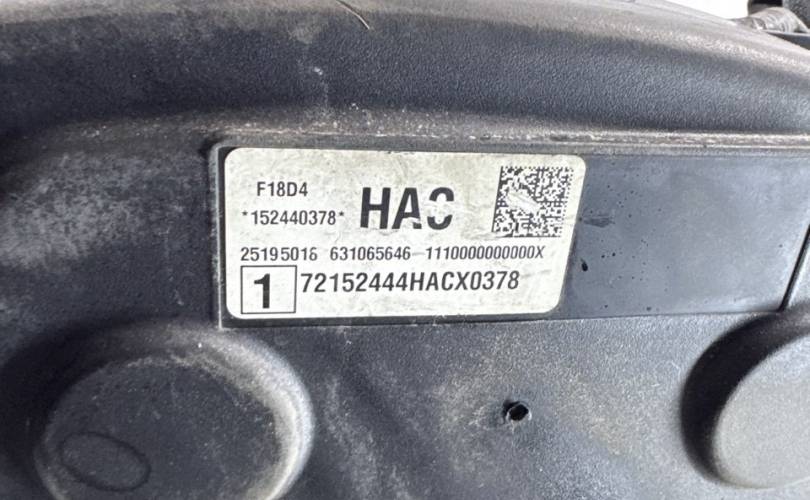 F18D4
*152440378* HAC
25195016 631065646-1110000000000X
1 72152444HACX0378